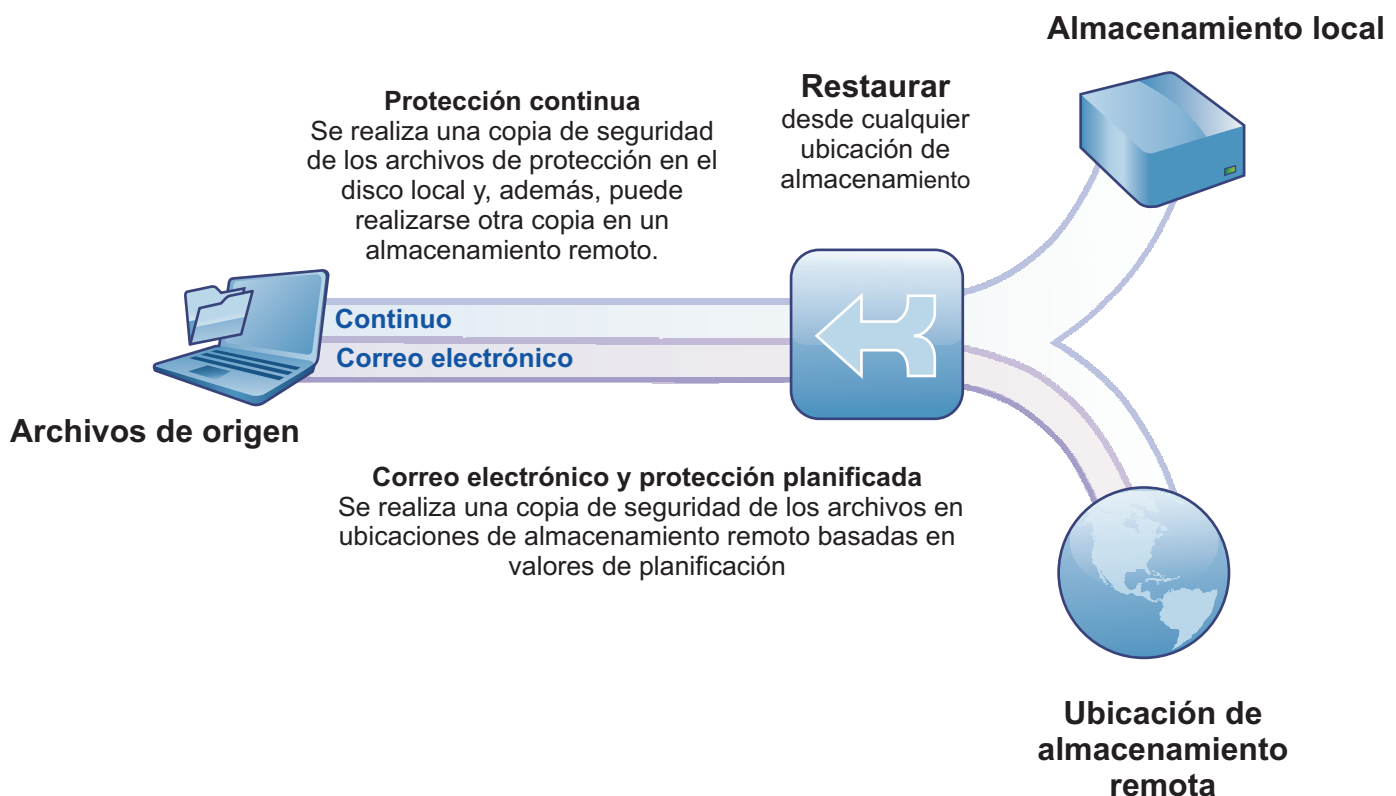 Almacenamiento local
Protección continua
Se realiza una copia de seguridad
de los archivos de protección en el
disco local y, además, puede
realizarse otra copia en un
almacenamiento remoto.
Restaurar
desde cualquier
ubicación de
almacenamiento
Continuo
Correo electrónico
Archivos de origen
Correo electrónico y protección planificada
Se realiza una copia de seguridad de los archivos en
ubicaciones de almacenamiento remoto basadas en
valores de planificación
Ubicación de
almacenamiento
remota